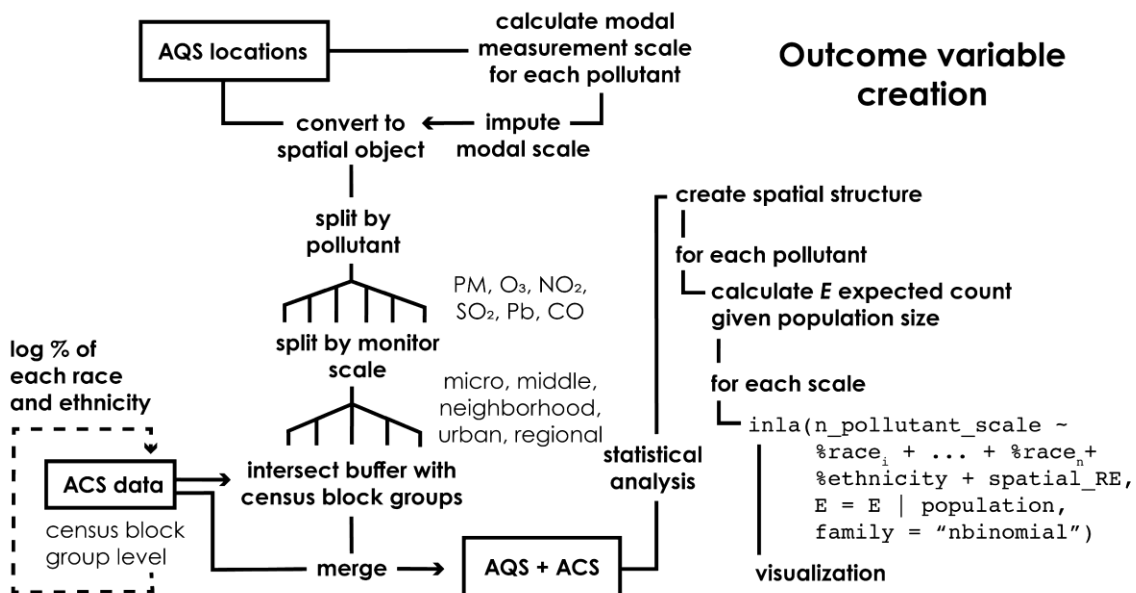 calculate modal
measurement scale
for each pollutant
AQS locations
Outcome variable
creation
convert to
spatial object
impute
modal scale
split by
pollutant
PM, O₃, NO₂,
SO₂, Pb, CO
split by monitor
scale
micro, middle,
neighborhood,
urban, regional
log % of
each race
and ethnicity
ACS data
census block
group level
intersect buffer with
census block groups
merge
AQS + ACS
statistical
analysis
create spatial structure
for each pollutant
calculate E expected count
given population size
for each scale
inla(n_pollutant_scale ~
%raceᵢ + ... + %raceₙ+
%ethnicity + spatial_RE,
E = E | population,
family = “nbinomial”)
visualization